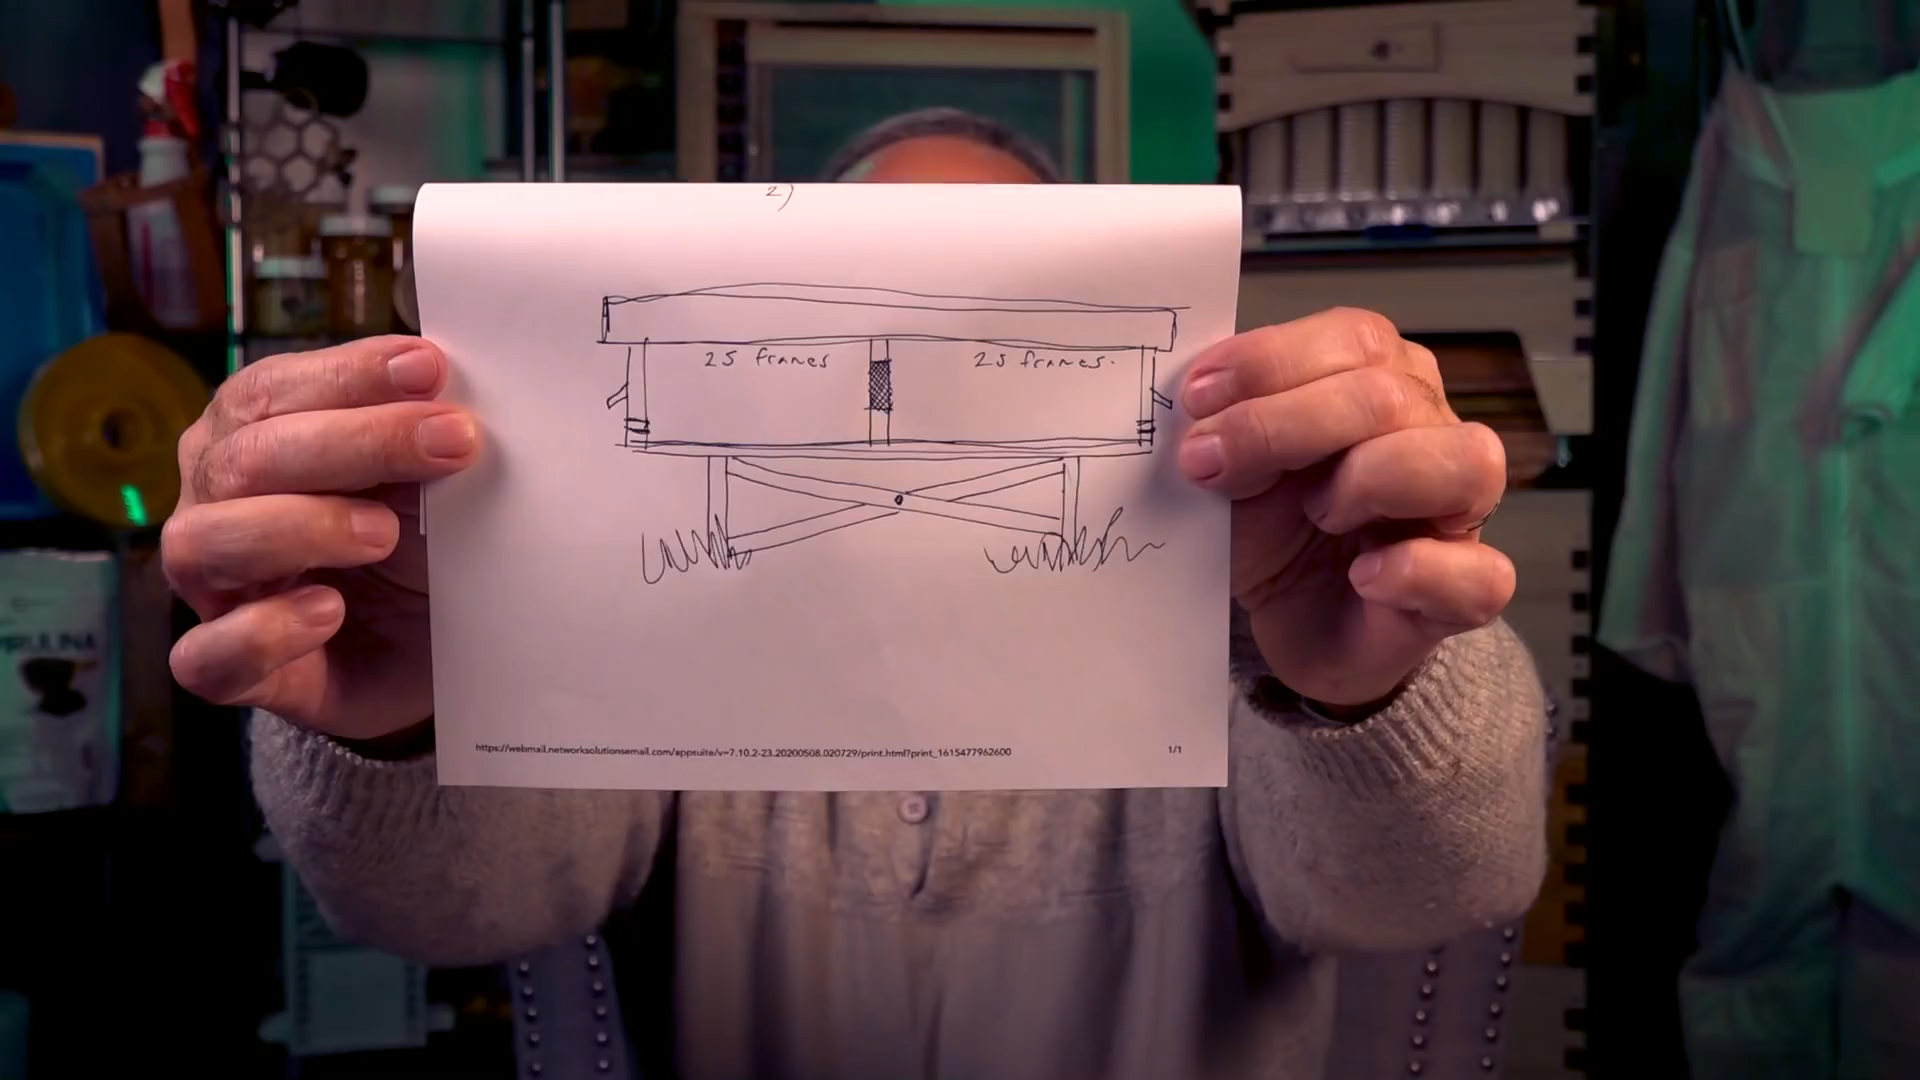 2)
25 frames
25 frames.
https://webmail.networksolutionsemail.com/appsuite/v=7.10.2-23.20200508.020729/print.html?print_1615477962600
1/1